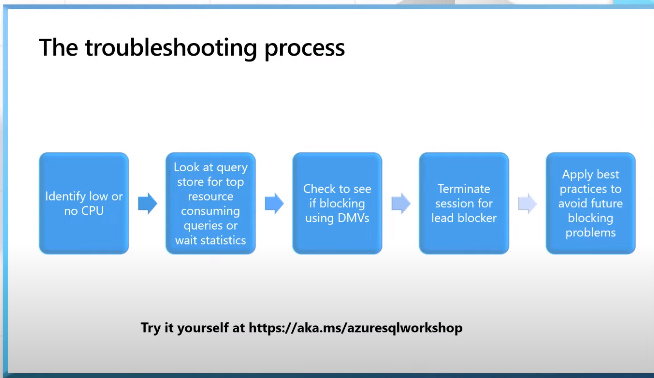 The troubleshooting process
Identify low or
no CPU
Look at query
store for top
resource
consuming
queries or
wait statistics
Check to see
if blocking
using DMVs
Terminate
session for
lead blocker
Apply best
practices to
avoid future
blocking
problems
Try it yourself at https://aka.ms/azuresqlworkshop